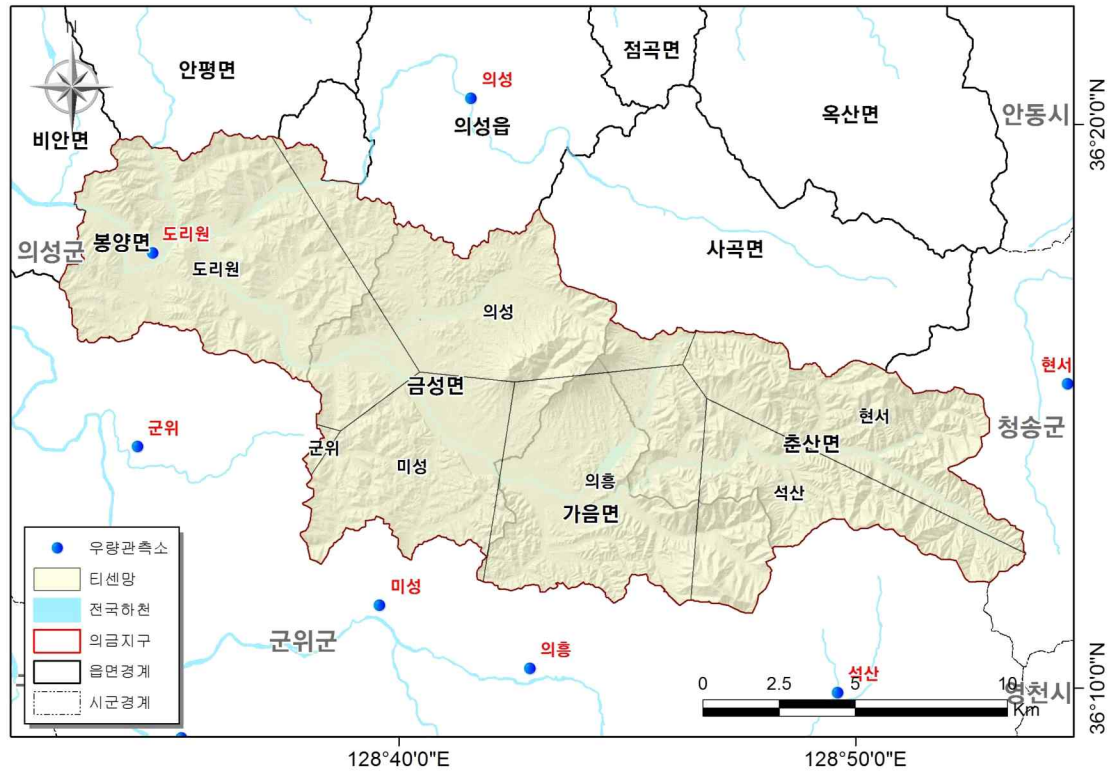 N
점곡면
안평면
의성
안동시
옥산면
비안면
의성읍
36°20'0"N
도리원
봉양면
의성군
사곡면
도리원
의성
현서
금성면
현서
청송군
군위
춘산면
군위
미성
의흥
석산
가음면
우량관측소
티센망
미성
전국하천
의금지구
군위군
의흥
석산
읍면경계
0 2.5 5 10
영천시
시군경계
Km
36°10'0"N
128°40'0"E
128°50'0"E